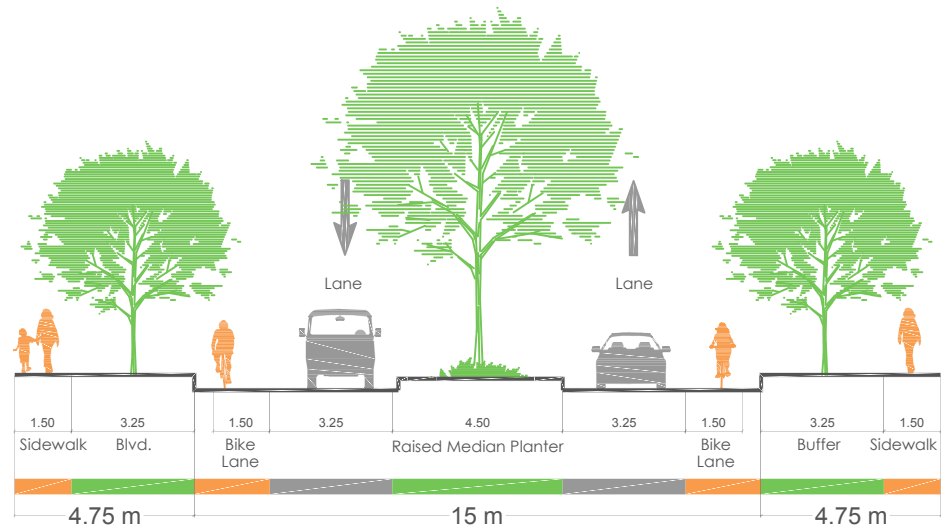 Lane Lane
1.50 3.25 1.50 3.25 4.50 3.25 1.50 3.25 1.50
Sidewalk Blvd. Bike Lane Raised Median Planter Bike Lane Buffer Sidewalk
4.75 m 15 m 4.75 m